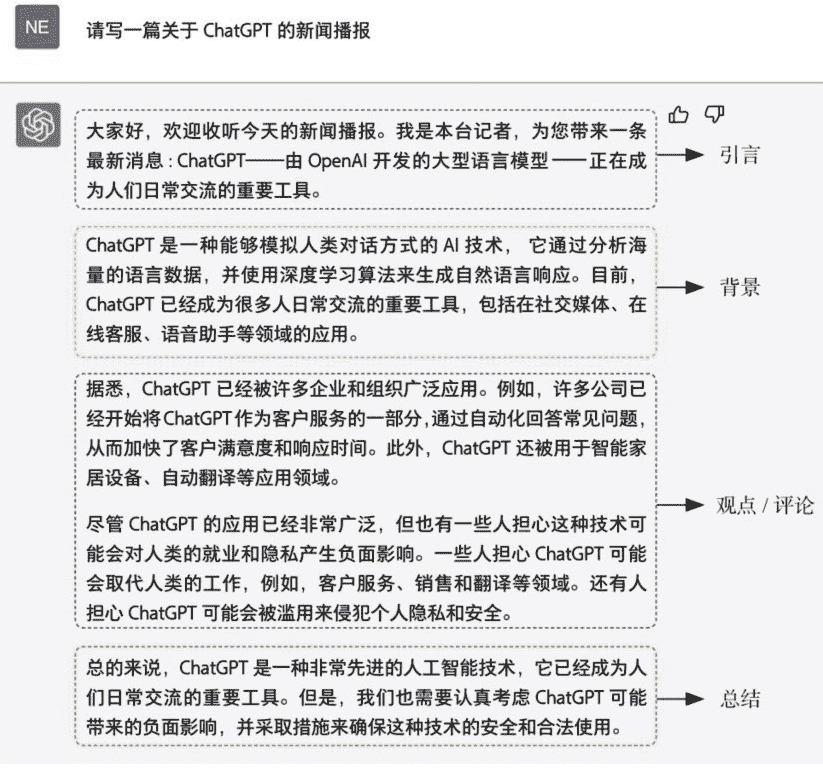 NE
请写一篇关于 ChatGPT 的新闻播报
大家好，欢迎收听今天的新闻播报。我是本台记者，为您带来一条
最新消息：ChatGPT——由 OpenAI 开发的大型语言模型 —— 正在成
为人们日常交流的重要工具。
引言
ChatGPT 是一种能够模拟人类对话方式的 AI 技术， 它通过分析海
量的语言数据，并使用深度学习算法来生成自然语言响应。目前，
ChatGPT 已经成为很多人日常交流的重要工具，包括在社交媒体、在
线客服、语音助手等领域的应用。
背景
据悉，ChatGPT 已经被许多企业和组织广泛应用。例如，许多公司已
经开始将ChatGPT作为客户服务的一部分,通过自动化回答常见问题，
从而加快了客户满意度和响应时间。此外，ChatGPT 还被用于智能家
居设备、自动翻译等应用领域。
尽管 ChatGPT 的应用已经非常广泛，但也有一些人担心这种技术可
能会对人类的就业和隐私产生负面影响。一些人担心 ChatGPT 可能
会取代人类的工作，例如，客户服务、销售和翻译等领域。还有人
担心 ChatGPT 可能会被滥用来侵犯个人隐私和安全。
观点 / 评论
总的来说，ChatGPT 是一种非常先进的人工智能技术，它已经成为人
们日常交流的重要工具。但是，我们也需要认真考虑 ChatGPT 可能
带来的负面影响，并采取措施来确保这种技术的安全和合法使用。
总结